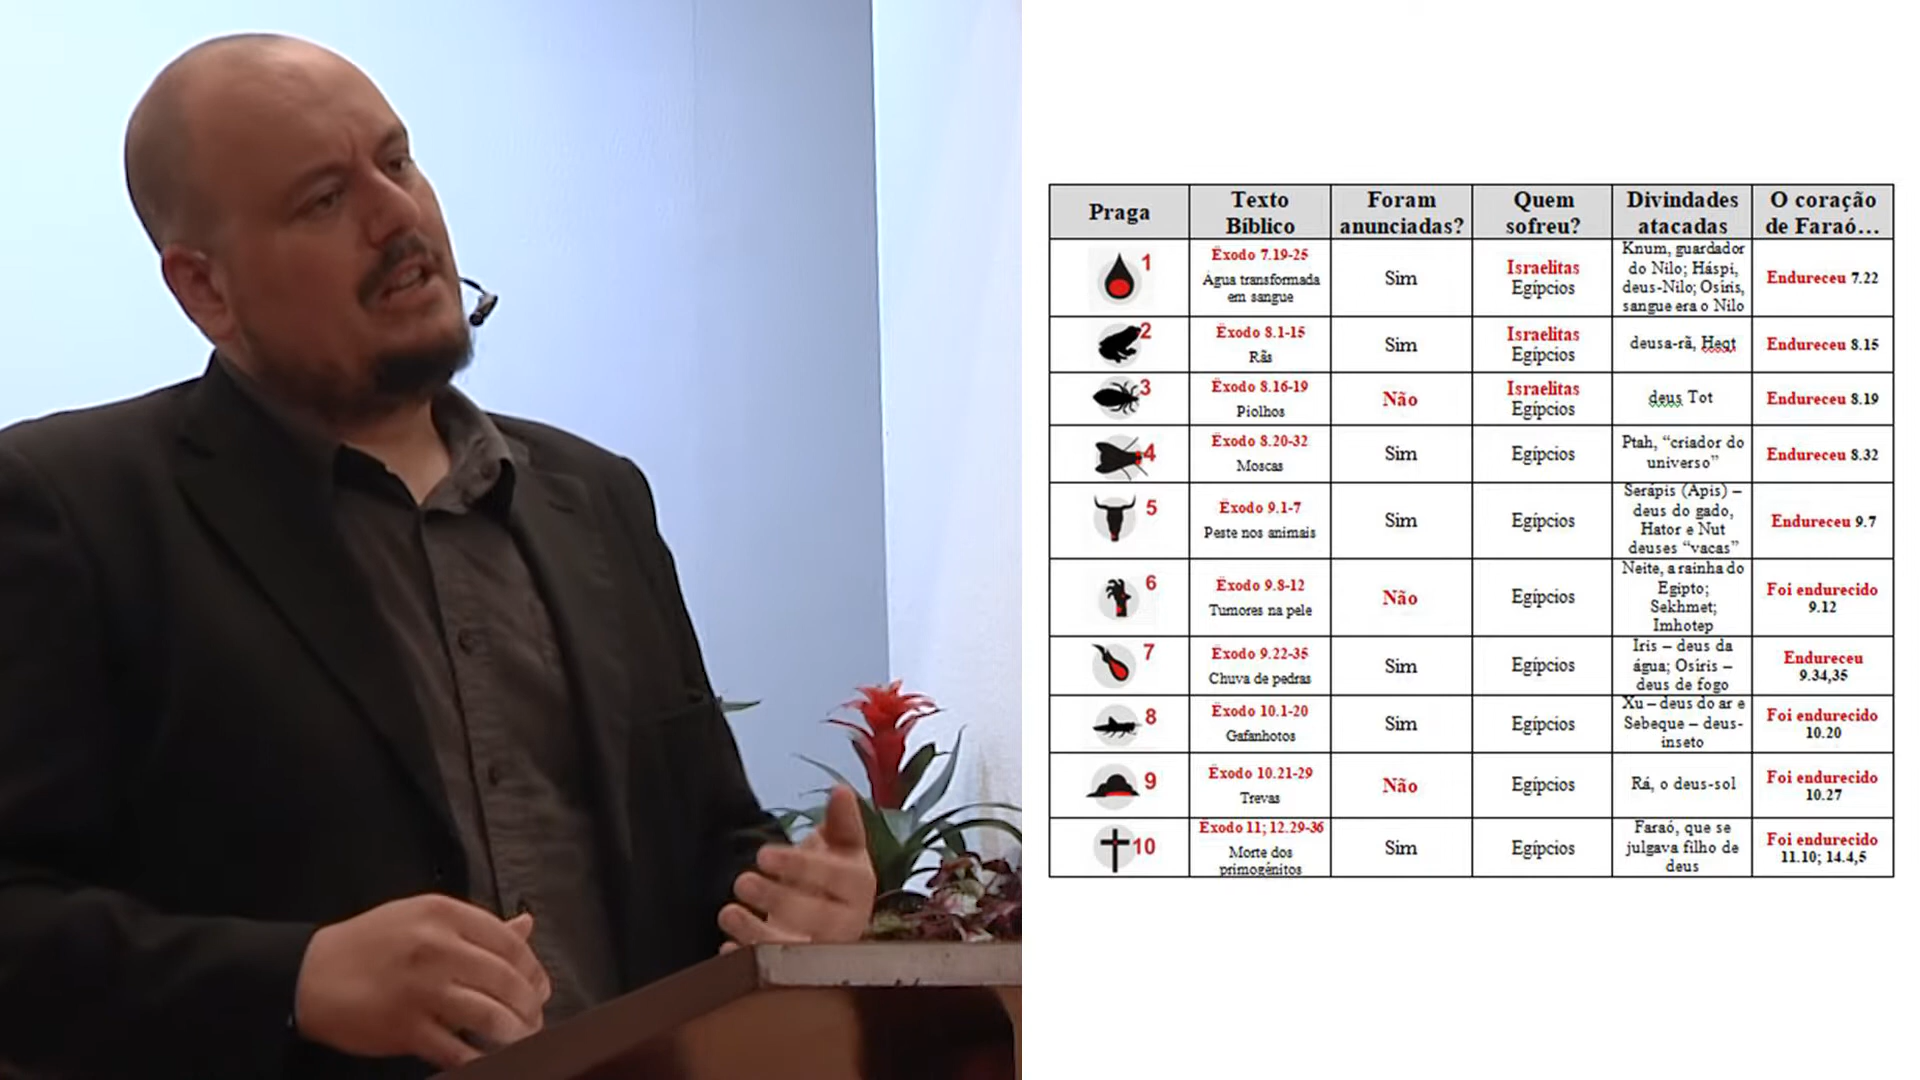 Praga
Texto
Bíblico
Foram
anunciadas?
Quem
sofreu?
Divindades
atacadas
O coração
de Faraó...
1
Êxodo 7.19-25
Água transformada
em sangue
Sim
Israelitas
Egípcios
Knum, guardador
do Nilo; Háspi,
deus-Nilo; Osíris,
sangue era o Nilo
Endureceu 7.22
2
Êxodo 8.1-15
Rãs
Sim
Israelitas
Egípcios
deusa-rã, Heqt
Endureceu 8.15
3
Êxodo 8.16-19
Piolhos
Não
Israelitas
Egípcios
deus Tot
Endureceu 8.19
4
Êxodo 8.20-32
Moscas
Sim
Egípcios
Ptah, “criador do
universo”
Endureceu 8.32
5
Êxodo 9.1-7
Peste nos animais
Sim
Egípcios
Serápis (Apis) –
deus do gado,
Hator e Nut
deuses “vacas”
Endureceu 9.7
6
Êxodo 9.8-12
Tumores na pele
Não
Egípcios
Neite, a rainha do
Egipto;
Sekhmet;
Imhotep
Foi endurecido
9.12
7
Êxodo 9.22-35
Chuva de pedras
Sim
Egípcios
Iris – deus da
água; Osiris –
deus de fogo
Endureceu
9.34,35
8
Êxodo 10.1-20
Gafanhotos
Sim
Egípcios
Xu – deus do ar e
Sebeque – deus-
inseto
Foi endurecido
10.20
9
Êxodo 10.21-29
Trevas
Não
Egípcios
Rá, o deus-sol
Foi endurecido
10.27
10
Êxodo 11; 12.29-36
Morte dos
primogênitos
Sim
Egípcios
Faraó, que se
julgava filho de
deus
Foi endurecido
11.10; 14.4,5